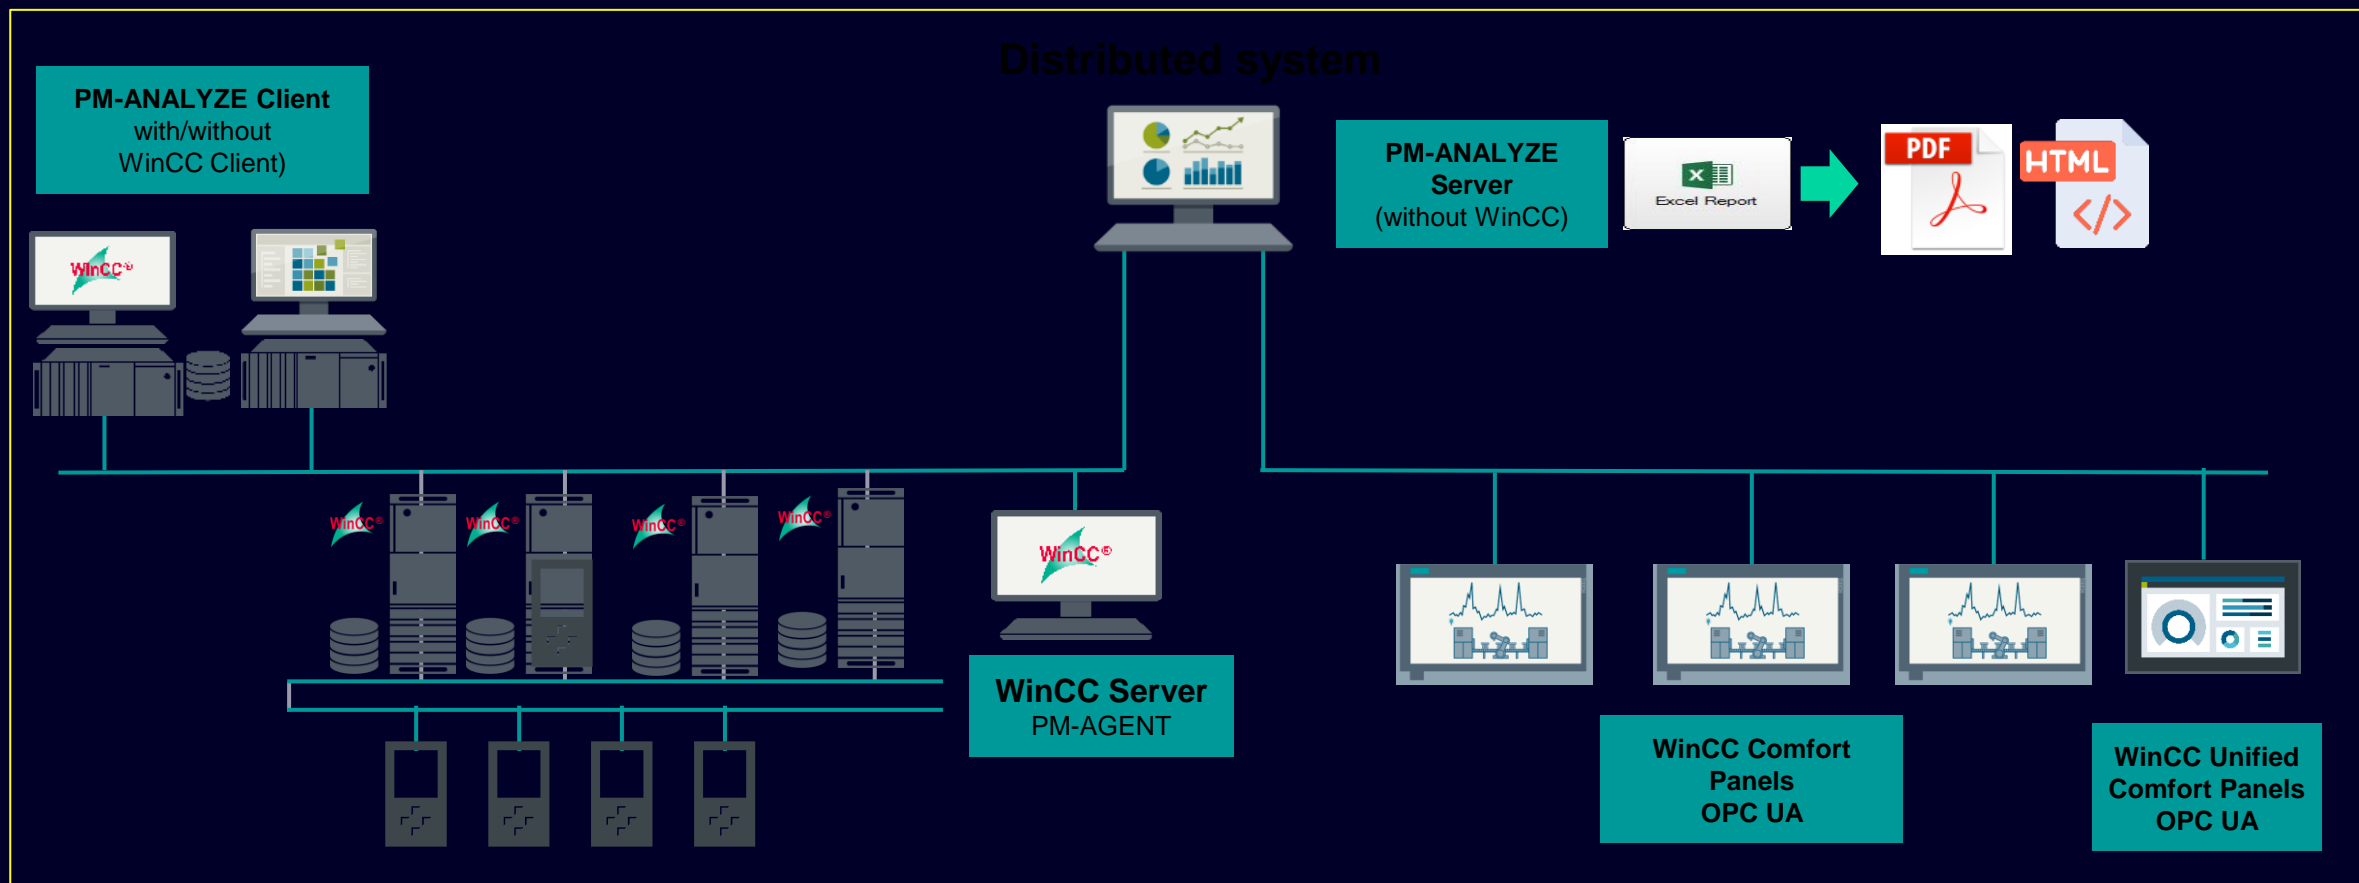 Distributed system
PM-ANALYZE Client
with/without
WinCC Client)
PM-ANALYZE
Server
(without WinCC)
Excel Report
PDF
HTML
</>
WinCC®
WinCC®
WinCC®
WinCC®
WinCC®
WinCC®
WinCC Server
PM-AGENT
WinCC Comfort
Panels
OPC UA
WinCC Unified
Comfort Panels
OPC UA